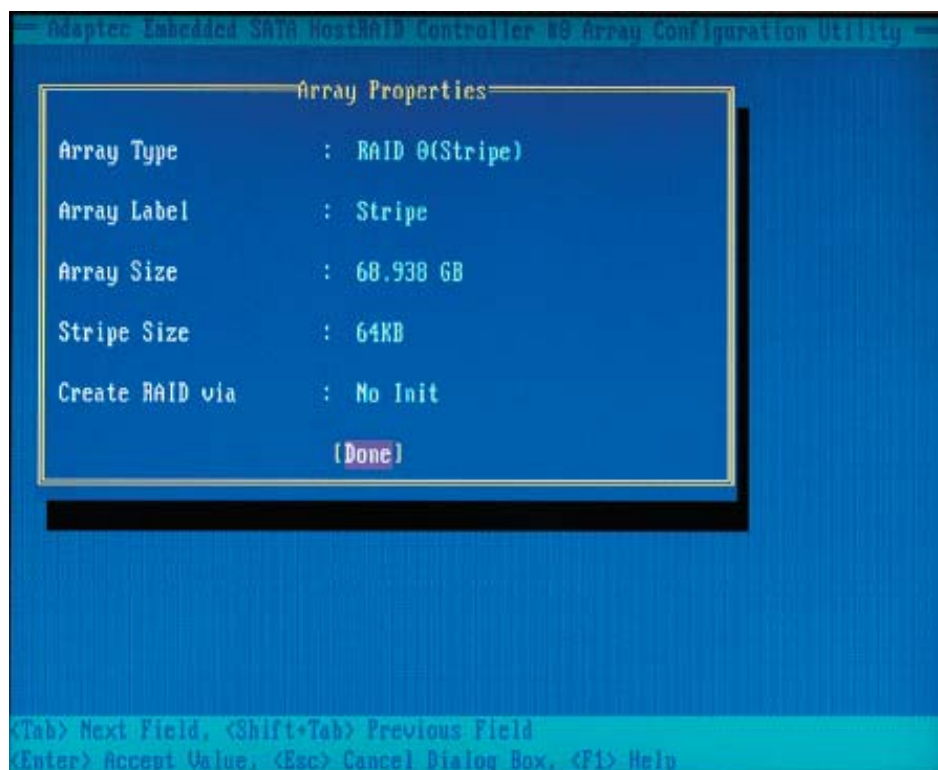 Adaptec Embedded SATA HostRAID Controller #0 Array Configuration Utility
Array Properties
Array Type : RAID 0(Stripe)
Array Label : Stripe
Array Size : 68.938 GB
Stripe Size : 64KB
Create RAID via : No Init
[Done]
<Tab> Next Field, <Shift+Tab> Previous Field
<Enter> Accept Value, <Esc> Cancel Dialog Box, <F1> Help